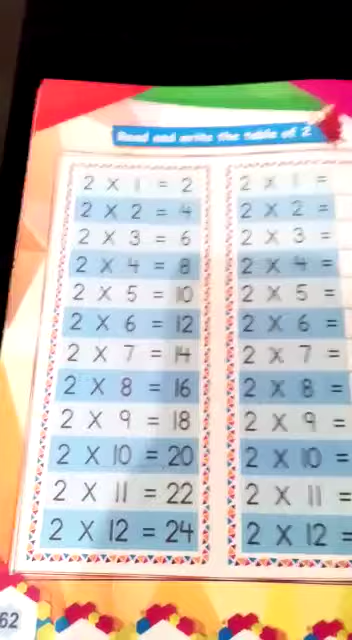 Read and write the table of 2
2 X 1 = 2
2 X 2 = 4
2 X 3 = 6
2 X 4 = 8
2 X 5 = 10
2 X 6 = 12
2 X 7 = 14
2 X 8 = 16
2 X 9 = 18
2 X 10 = 20
2 X 11 = 22
2 X 12 = 24
2 X 1 =
2 X 2 =
2 X 3 =
2 X 4 =
2 X 5 =
2 X 6 =
2 X 7 =
2 X 8 =
2 X 9 =
2 X 10 =
2 X 11 =
2 X 12 =
62